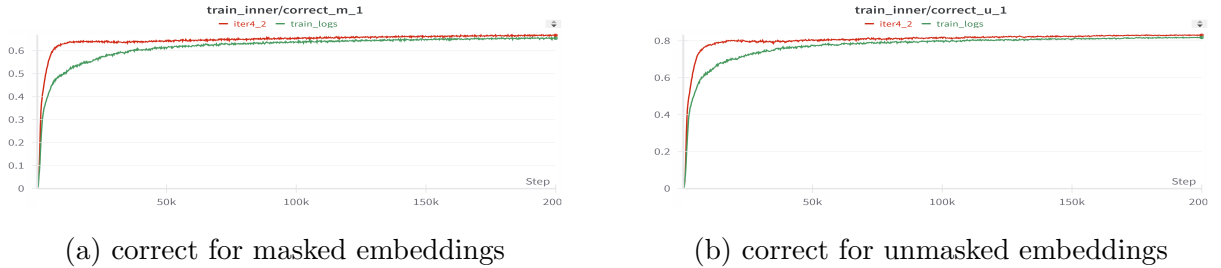 train_inner/correct_m_1
iter4_2 train_logs
0.6
0.5
0.4
0.3
0.2
0.1
0
50k 100k 150k 200
Step
(a) correct for masked embeddings
train_inner/correct_u_1
iter4_2 train_logs
0.8
0.6
0.4
0.2
0
50k 100k 150k 200
Step
(b) correct for unmasked embeddings